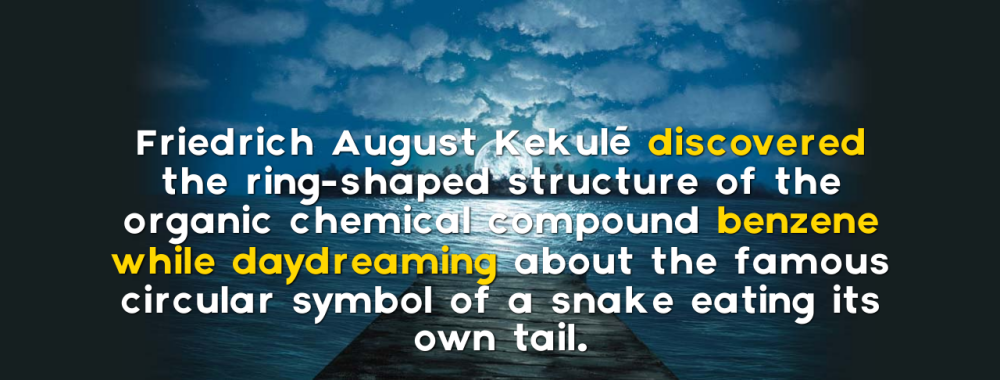 Friedrich August Kekulē discovered
the ring-shaped structure of the
organic chemical compound benzene
while daydreaming about the famous
circular symbol of a snake eating its
own tail.